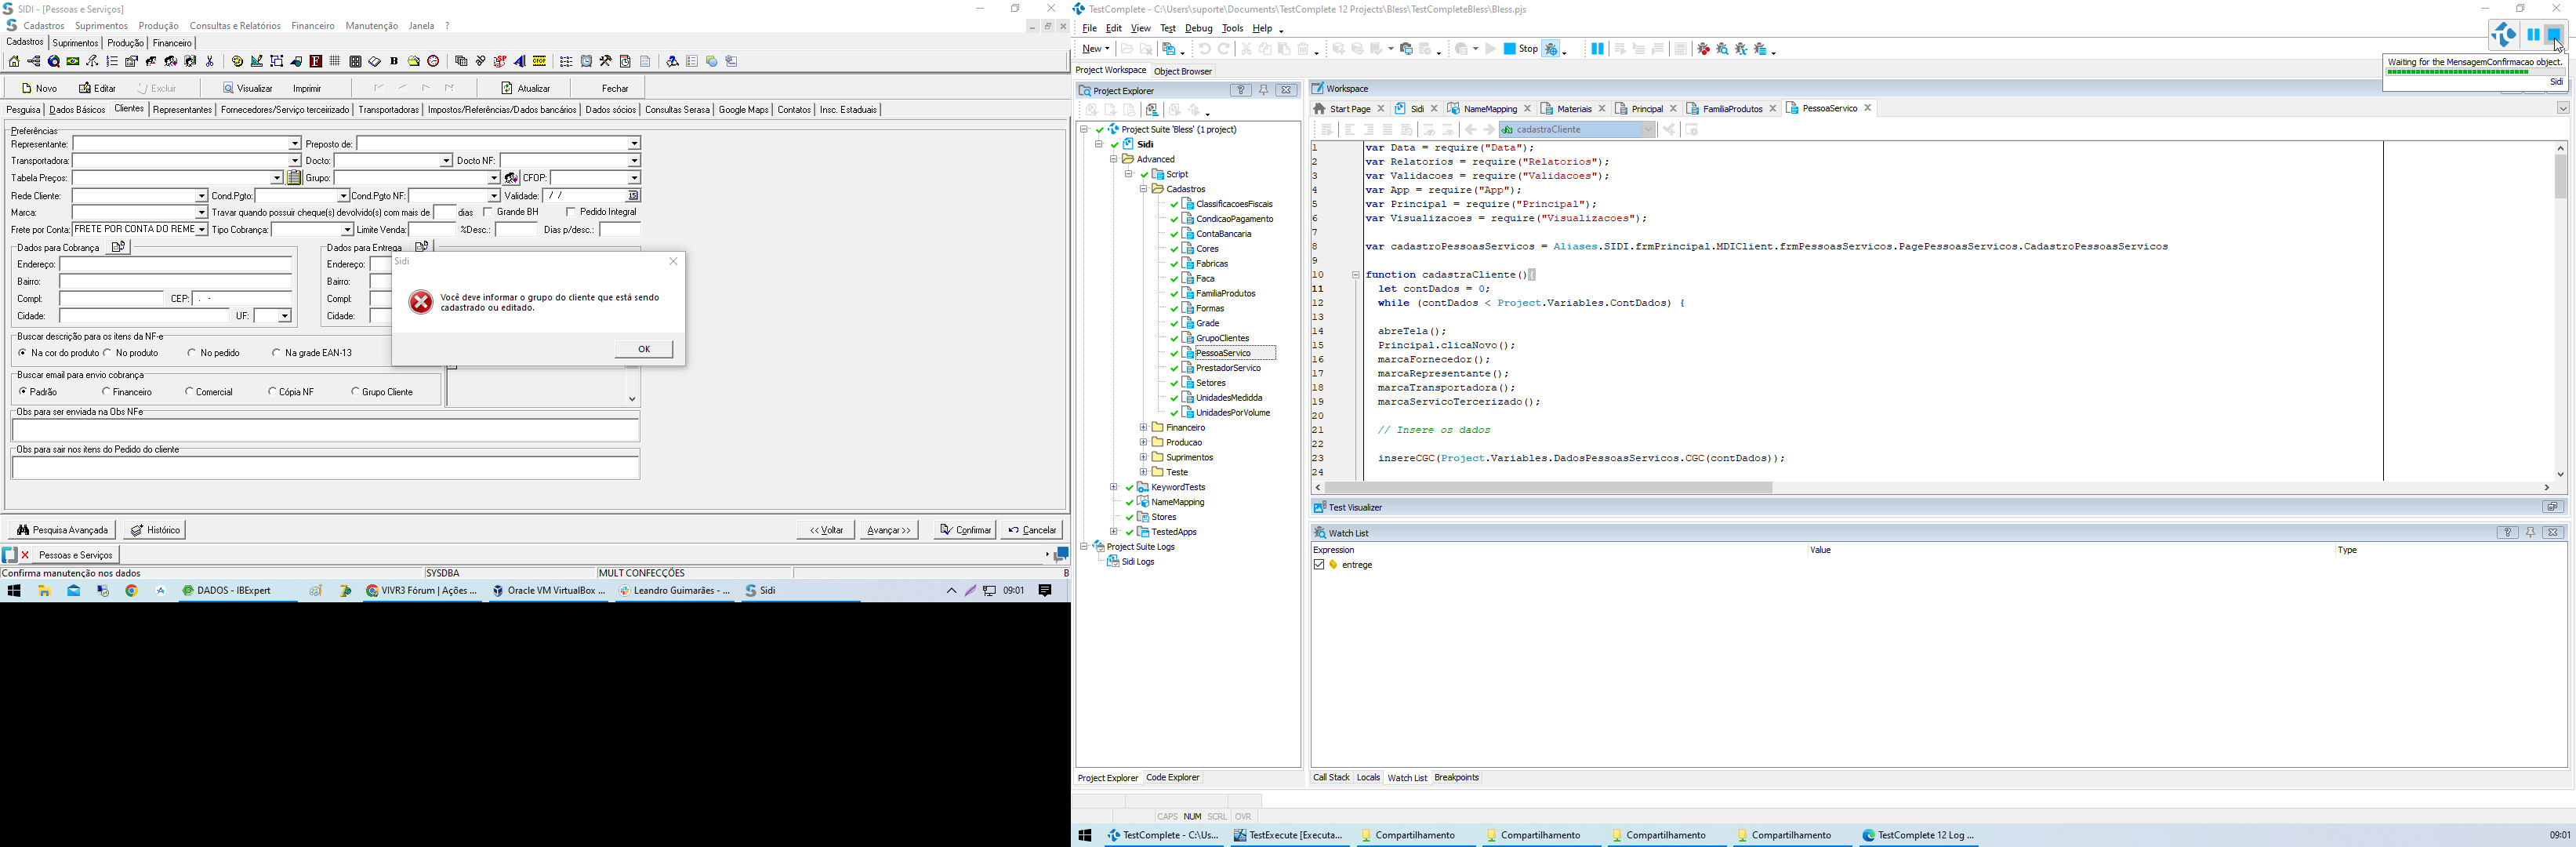 SIDI - [Pessoas e Serviços]
Cadastros Suprimentos Produção Consultas e Relatórios Financeiro Manutenção Janela ?
Cadastros Suprimentos Produção Financeiro
Novo Editar Excluir Visualizar Imprimir Atualizar Fechar
Pesquisa Dados Básicos Clientes Representantes Fornecedores/Serviço terceirizado Transportadoras Impostos/Referências/Dados bancários Dados sócios Consultas Serasa Google Maps Contatos Insc. Estaduais
Preferências
Representante: Preposto de:
Transportadora: Docto: Docto NF:
Tabela Preços: Grupo: CFOP:
Rede Cliente: Cond.Pgto: Cond.Pgto NF: Validade: / / 15
Marca: Travar quando possuir cheque(s) devolvido(s) com mais de dias Grande BH Pedido Integral
Frete por Conta: FRETE POR CONTA DO REME Tipo Cobrança: Limite Venda: %Desc.: Dias p/desc.:
Dados para Cobrança Dados para Entrega
Endereço: Endereço:
Bairro: Bairro:
Compl: CEP: . - Compl:
Cidade: UF: Cidade:
Sidi
Você deve informar o grupo do cliente que está sendo
cadastrado ou editado.
OK
Buscar descrição para os itens da NF-e
Na cor do produto No produto No pedido Na grade EAN-13
Buscar email para envio cobrança
Padrão Financeiro Comercial Cópia NF Grupo Cliente
Obs para ser enviada na Obs NFe
Obs para sair nos itens do Pedido do cliente
Pesquisa Avançada Histórico << Voltar Avançar >> Confirmar Cancelar
Pessoas e Serviços
Confirma manutenção nos dados SYSDBA MULT CONFECÇÕES B
DADOS - IBExpert VIVR3 Fórum | Ações ... Oracle VM VirtualBox ... Leandro Guimarães - ... Sidi 09:01
TestComplete - C:\Users\suporte\Documents\TestComplete 12 Projects\Bless\TestCompleteBless\Bless.pjs
File Edit View Test Debug Tools Help
New Stop
Waiting for the MensagemConfirmacao object.
Sidi
Project Workspace Object Browser
Project Explorer
Project Suite 'Bless' (1 project)
Sidi
Advanced
Script
Cadastros
ClassificacoesFiscais
CondicaoPagamento
ContaBancaria
Cores
Fabricas
Faca
FamiliaProdutos
Formas
Grade
GrupoClientes
PessoaServico
PrestadorServico
Setores
UnidadesMedidda
UnidadesPorVolume
Financeiro
Producao
Suprimentos
Teste
KeywordTests
NameMapping
Stores
TestedApps
Project Suite Logs
Sidi Logs
Project Explorer Code Explorer
Workspace
Start Page Sidi NameMapping Materiais Principal FamiliaProdutos PessoaServico
cadastraCliente
1 var Data = require("Data");
2 var Relatorios = require("Relatorios");
3 var Validacoes = require("Validacoes");
4 var App = require("App");
5 var Principal = require("Principal");
6 var Visualizacoes = require("Visualizacoes");
7
8 var cadastroPessoasServicos = Aliases.SIDI.frmPrincipal.MDIClient.frmPessoasServicos.PagePessoasServicos.CadastroPessoasServicos
9
10 function cadastraCliente(){
11 let contDados = 0;
12 while (contDados < Project.Variables.ContDados) {
13
14 abreTela();
15 Principal.clicaNovo();
16 marcaFornecedor();
17 marcaRepresentante();
18 marcaTransportadora();
19 marcaServicoTercerizado();
20
21 // Insere os dados
22
23 insereCGC(Project.Variables.DadosPessoasServicos.CGC(contDados));
24
Test Visualizer
Watch List
Expression Value Type
entrege
Call Stack Locals Watch List Breakpoints
CAPS NUM SCRL OVR
TestComplete - C:\Us... TestExecute [Executa... Compartilhamento Compartilhamento Compartilhamento Compartilhamento TestComplete 12 Log ... 09:01